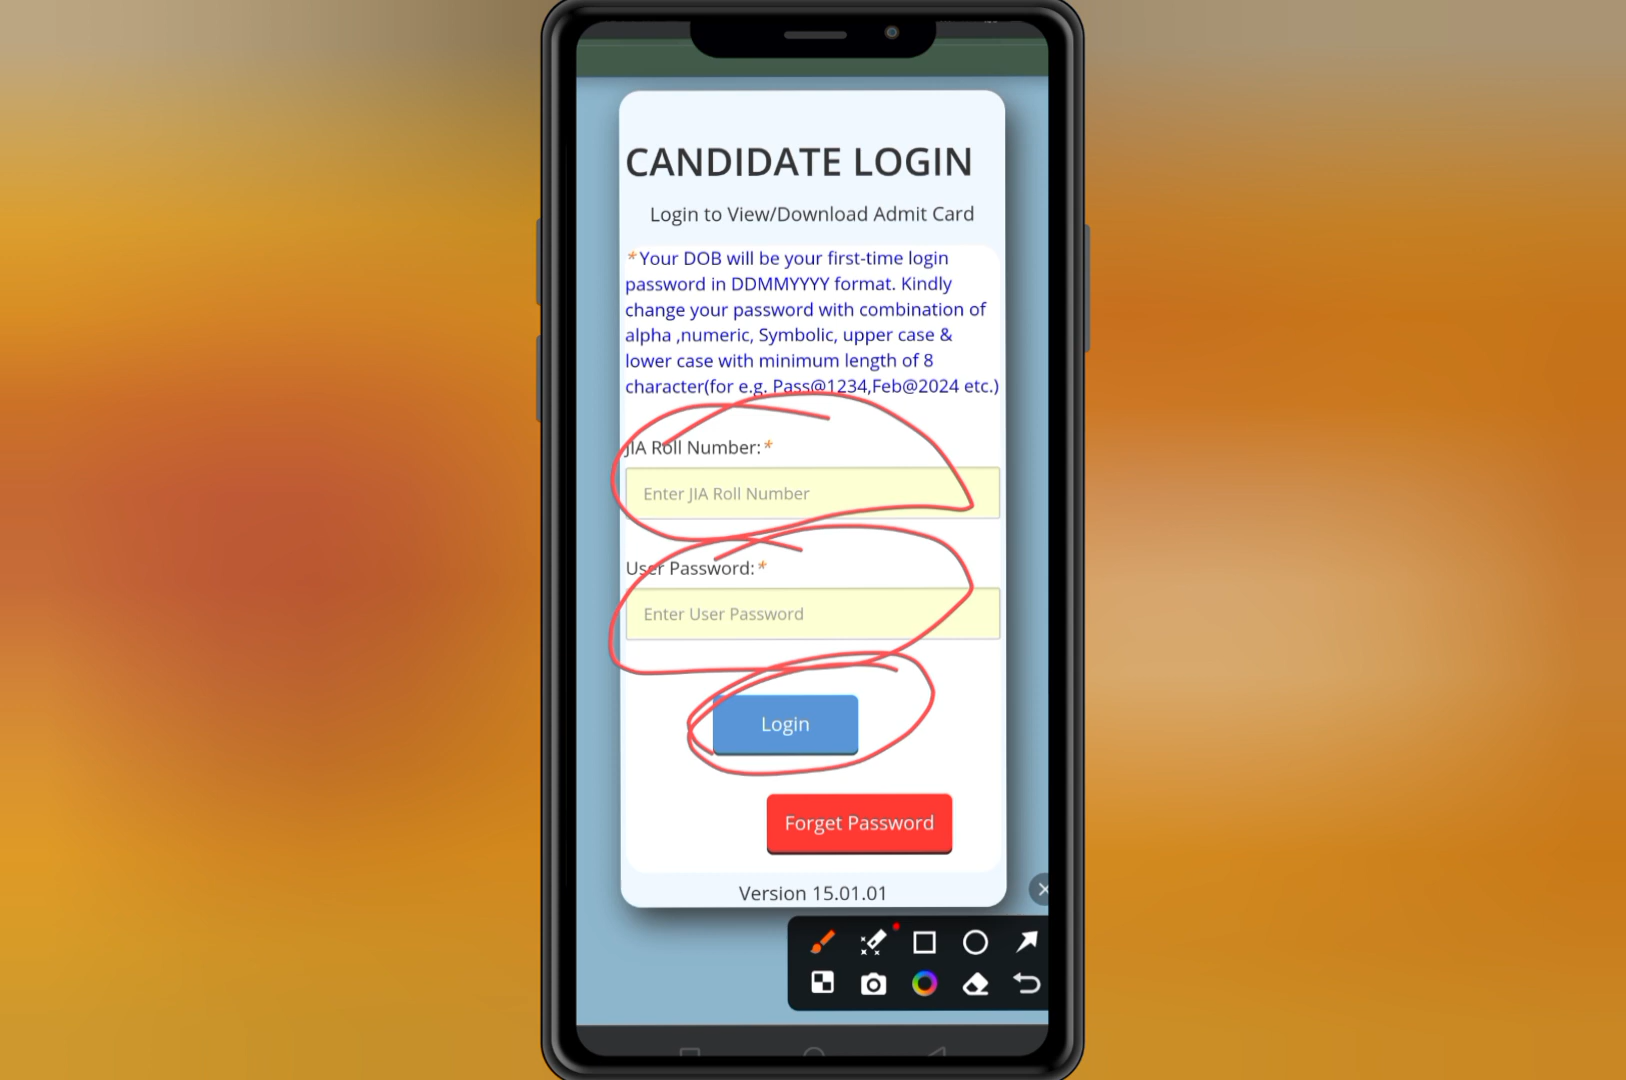 CANDIDATE LOGIN
Login to View/Download Admit Card
*Your DOB will be your first-time login
password in DDMMYYYY format. Kindly
change your password with combination of
alpha ,numeric, Symbolic, upper case &
lower case with minimum length of 8
character(for e.g. Pass@1234,Feb@2024 etc.)
JIA Roll Number:*
Enter JIA Roll Number
User Password:*
Enter User Password
Login
Forget Password
Version 15.01.01